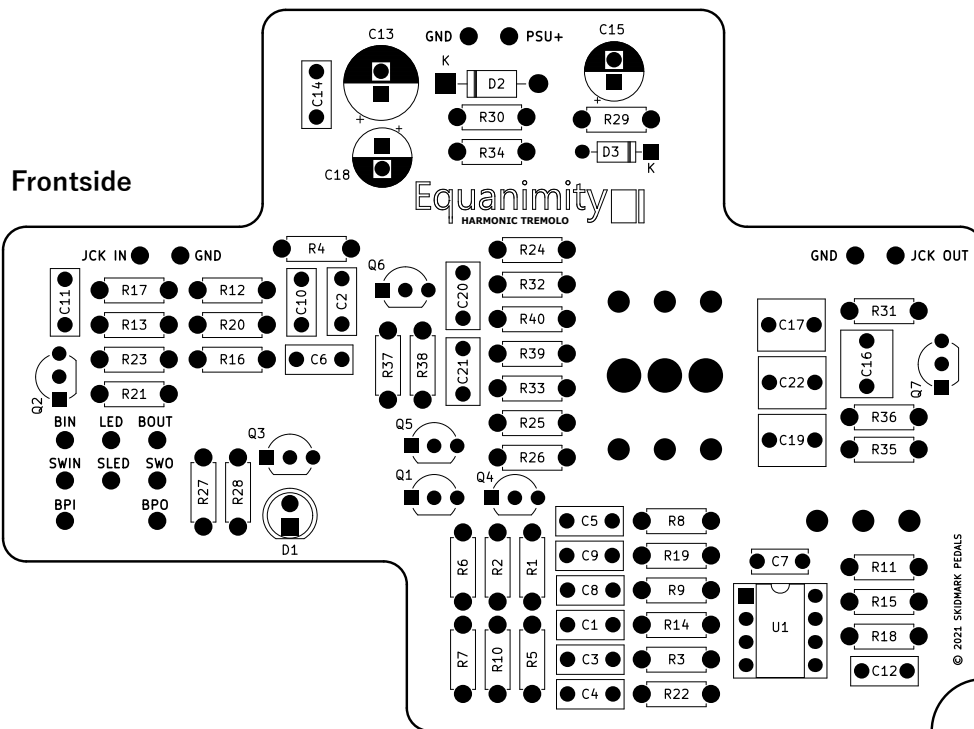 C13
GND
PSU+
C15
K
D2
C14
R30
R29
R34
D3
K
C18
Frontside
Equanimity
HARMONIC TREMOLO
JCK IN
GND
R4
R24
GND
JCK OUT
Q6
C11
R17
R12
C10
C2
C20
R32
R31
R13
R20
R40
C17
R23
R16
C6
R37
R38
C21
R39
C16
Q2
R21
R33
C22
Q7
BIN
LED
BOUT
Q3
Q5
R25
C19
R36
SWIN
SLED
SWO
R27
R28
R26
R35
Q1
Q4
BPI
BPO
D1
C5
R8
R6
R2
R1
C9
R19
C7
R11
C8
R9
R15
© 2021 SKIDMARK PEDALS
C1
R14
U1
R18
R7
R10
R5
C3
R3
C12
C4
R22